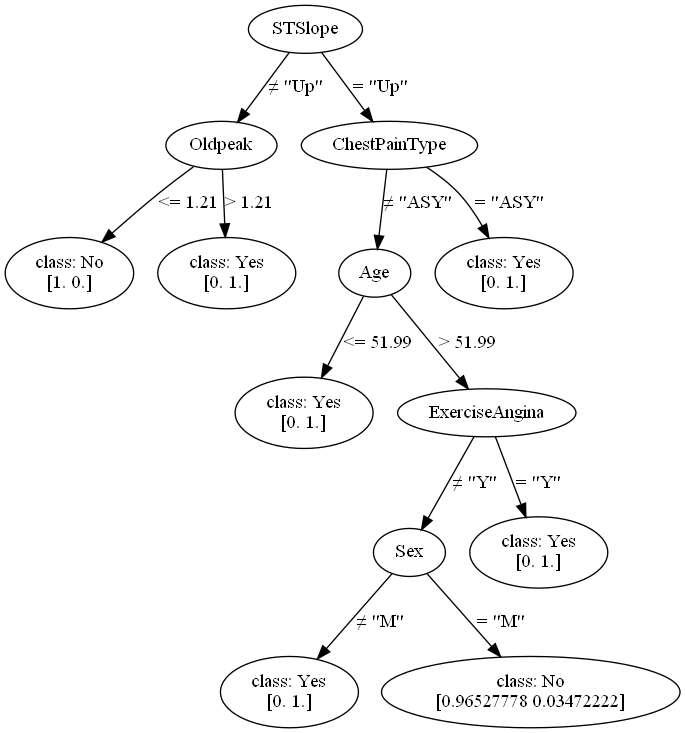 STSlope
≠ "Up"
= "Up"
Oldpeak
ChestPainType
<= 1.21
> 1.21
≠ "ASY"
= "ASY"
class: No
[1. 0.]
class: Yes
[0. 1.]
Age
class: Yes
[0. 1.]
<= 51.99
> 51.99
class: Yes
[0. 1.]
ExerciseAngina
≠ "Y"
= "Y"
Sex
class: Yes
[0. 1.]
≠ "M"
= "M"
class: Yes
[0. 1.]
class: No
[0.96527778 0.03472222]